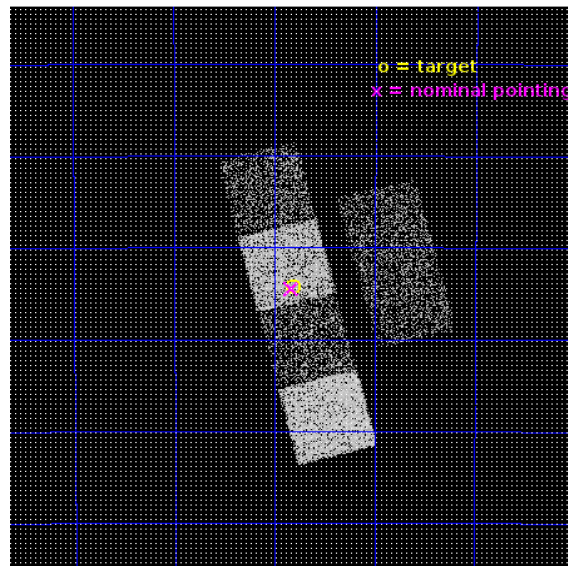 o = target
x = nominal pointing